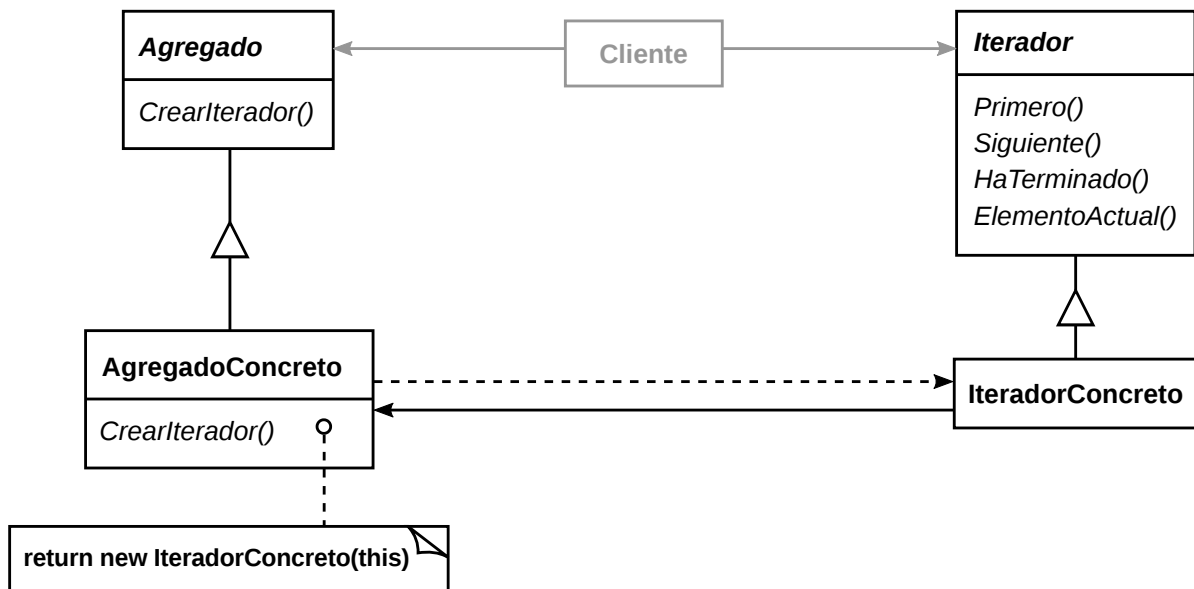 Agregado
CrearIterador()
Cliente
Iterador
Primero()
Siguiente()
HaTerminado()
ElementoActual()
AgregadoConcreto
CrearIterador()
IteradorConcreto
return new IteradorConcreto(this)